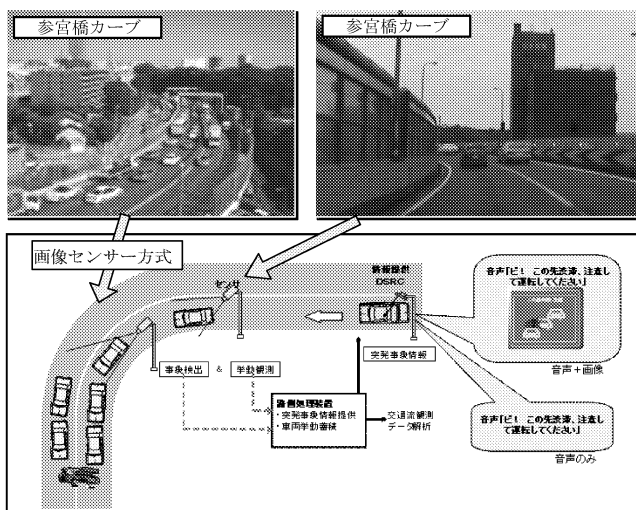 参宮橋カーブ
参宮橋カーブ
画像センサー方式
センサ
情報提供
DSRC
音声「ピ！ この先渋滞、注意し
て運転してください」
音声＋画像
事象検出 & 挙動観測
突発事象情報
路側処理装置
・突発事象情報提供
・車両挙動蓄積
交通流観測
データ解析
音声「ピ！ この先渋滞、注意し
て運転してください」
音声のみ